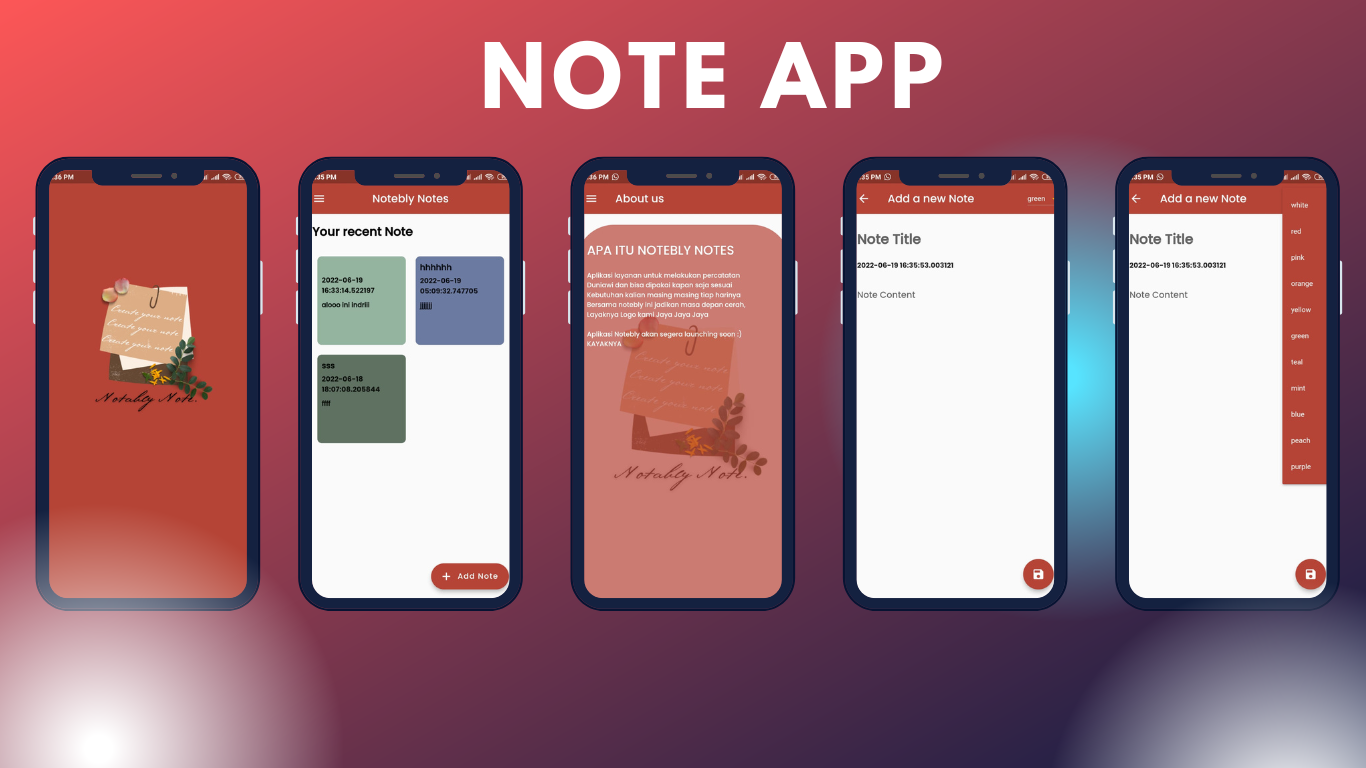 NOTE APP
:36 PM
Create your note
Create your note
Create your note
Notably Note.
:35 PM
Notebly Notes
Your recent Note
2022-06-19
16:33:14.522197
alooo ini indriii
hhhhhh
2022-06-19
05:09:32.747705
jjjjjjj
sss
2022-06-18
18:07:08.205844
ffff
+ Add Note
:36 PM
About us
APA ITU NOTEBLY NOTES
Aplikasi layanan untuk melakukan percatatan
Duniawi dan bisa dipakai kapan saja sesuai
Kebutuhan kalian masing masing tiap harinya
Bersama notebly ini jadikan masa depan cerah,
Layaknya Logo kami Jaya Jaya Jaya
Aplikasi Notebly akan segera launching soon :)
KAYAKNYA
Create your note
Create your note
Create your note
Notably Note.
:35 PM
Add a new Note
green
Note Title
2022-06-19 16:35:53.003121
Note Content
:35 PM
Add a new Note
Note Title
2022-06-19 16:35:53.003121
Note Content
white
red
pink
orange
yellow
green
teal
mint
blue
peach
purple